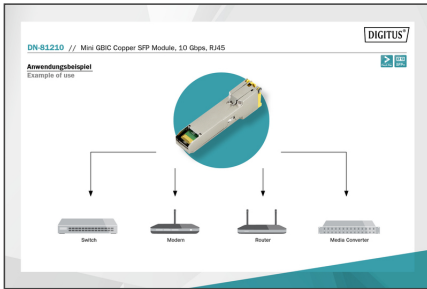 DIGITUS®
DN-81210 // Mini GBIC Copper SFP Module, 10 Gbps, RJ45
Anwendungsbeispiel
Example of use
SFP+
Switch
Modem
Router
Media Converter